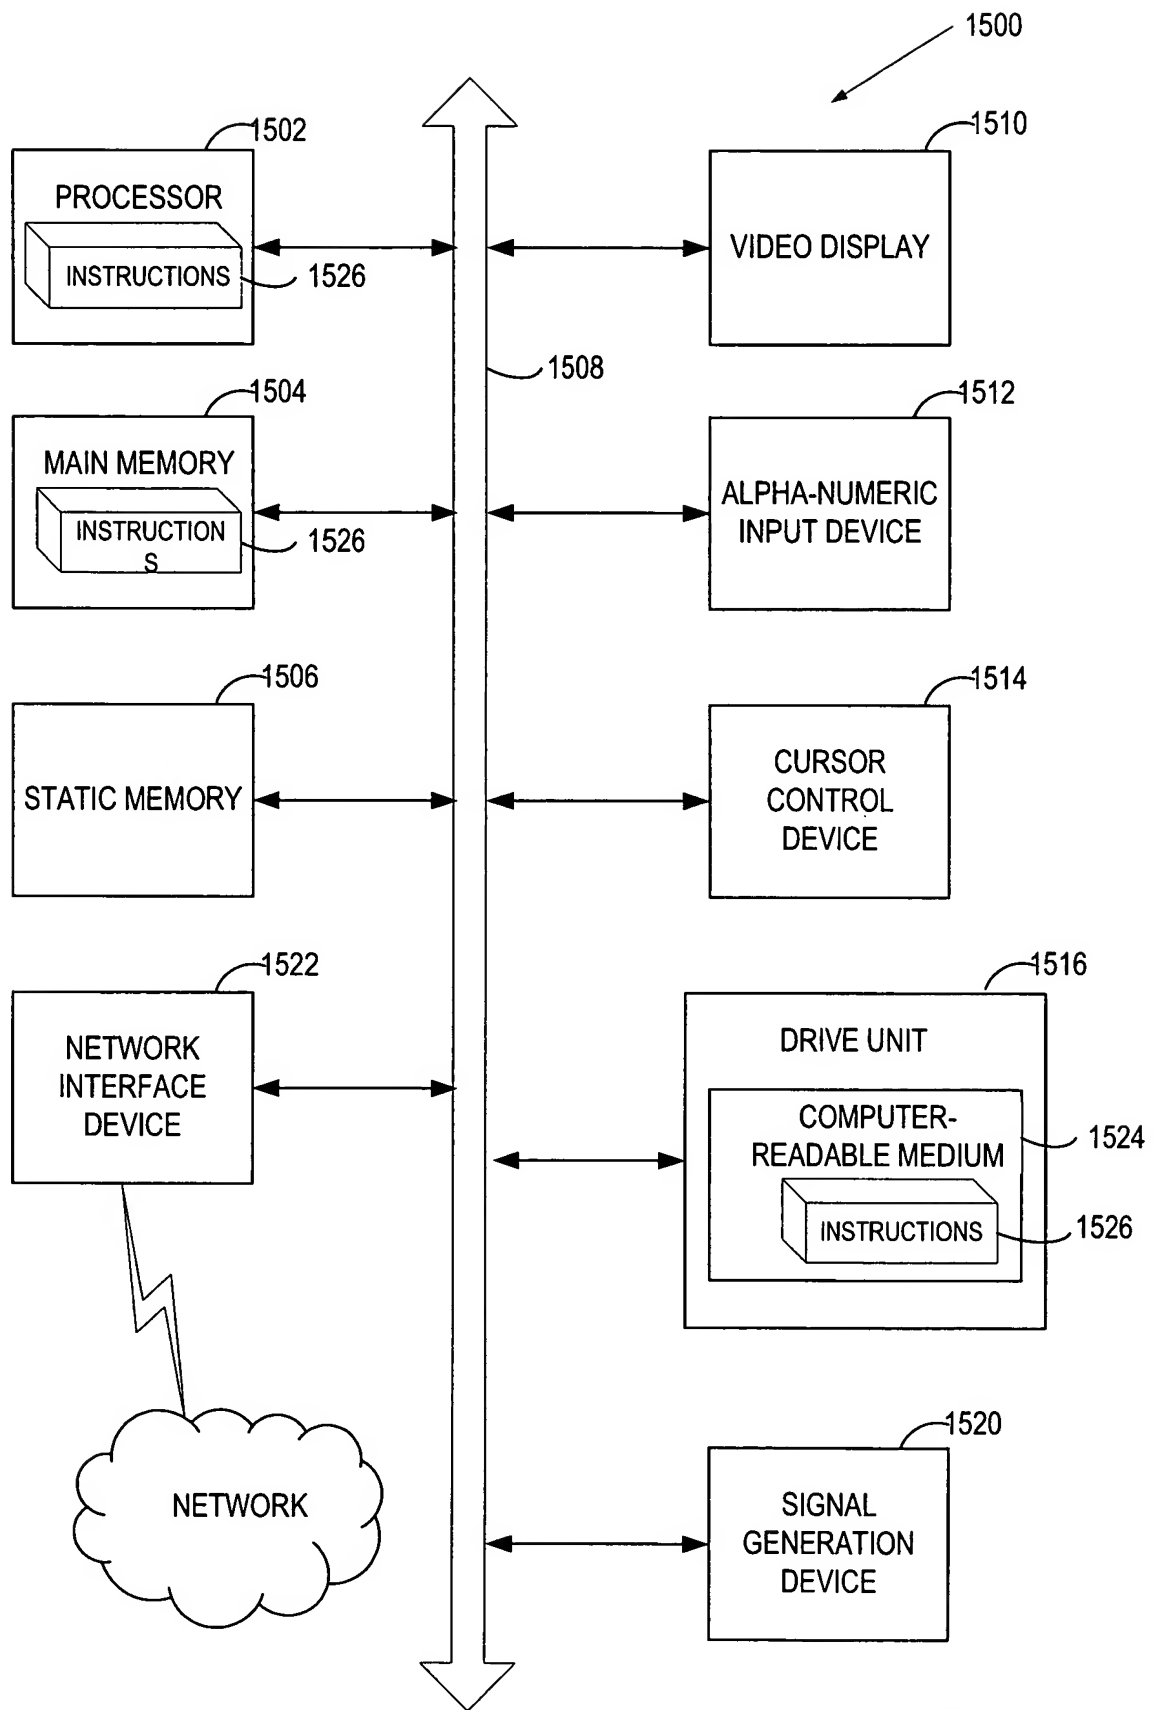 1500
1502
PROCESSOR
INSTRUCTIONS
1526
1510
VIDEO DISPLAY
1508
1504
MAIN MEMORY
INSTRUCTION
S
1526
1512
ALPHA-NUMERIC
INPUT DEVICE
1506
STATIC MEMORY
1514
CURSOR
CONTROL
DEVICE
1522
NETWORK
INTERFACE
DEVICE
1516
DRIVE UNIT
COMPUTER-
READABLE MEDIUM
1524
INSTRUCTIONS
1526
NETWORK
1520
SIGNAL
GENERATION
DEVICE